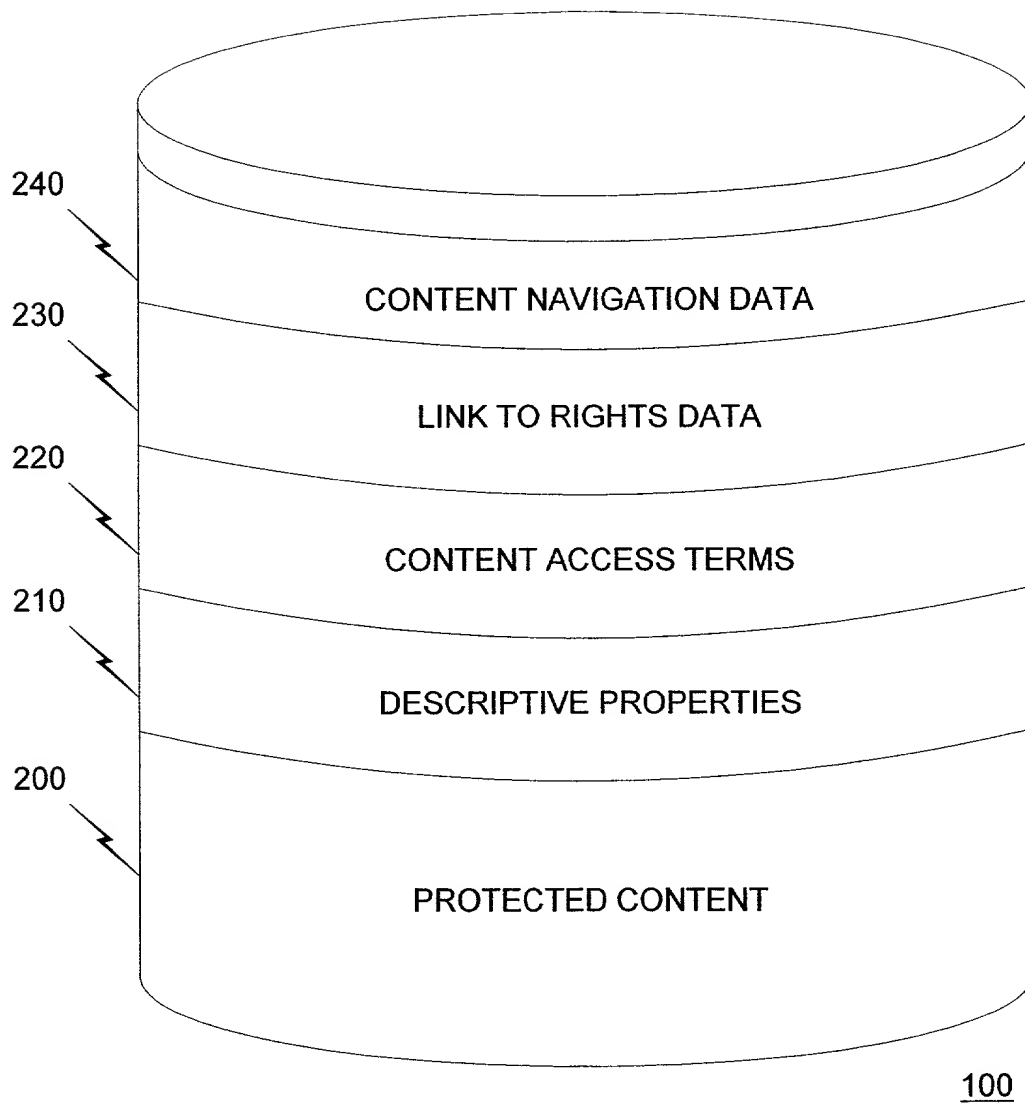 240
CONTENT NAVIGATION DATA
230
LINK TO RIGHTS DATA
220
CONTENT ACCESS TERMS
210
DESCRIPTIVE PROPERTIES
200
PROTECTED CONTENT
100